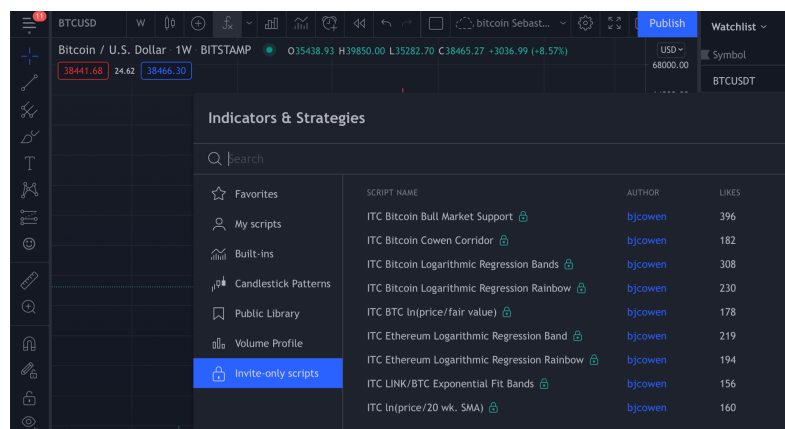 11
BTCUSD W bitcoin Sebast... Publish Watchlist
Bitcoin / U.S. Dollar · 1W · BITSTAMP O35438.93 H39850.00 L35282.70 C38465.27 +3036.99 (+8.57%) USD Symbol
38441.68 24.62 38466.30 68000.00
BTCUSDT
Indicators & Strategies
Search
Favorites SCRIPT NAME AUTHOR LIKES
My scripts ITC Bitcoin Bull Market Support bjcowen 396
ITC Bitcoin Cowen Corridor bjcowen 182
Built-ins ITC Bitcoin Logarithmic Regression Bands bjcowen 308
Candlestick Patterns ITC Bitcoin Logarithmic Regression Rainbow bjcowen 230
Public Library ITC BTC ln(price/fair value) bjcowen 178
Volume Profile ITC Ethereum Logarithmic Regression Band bjcowen 219
Invite-only scripts ITC Ethereum Logarithmic Regression Rainbow bjcowen 194
ITC LINK/BTC Exponential Fit Bands bjcowen 156
ITC ln(price/20 wk. SMA) bjcowen 160